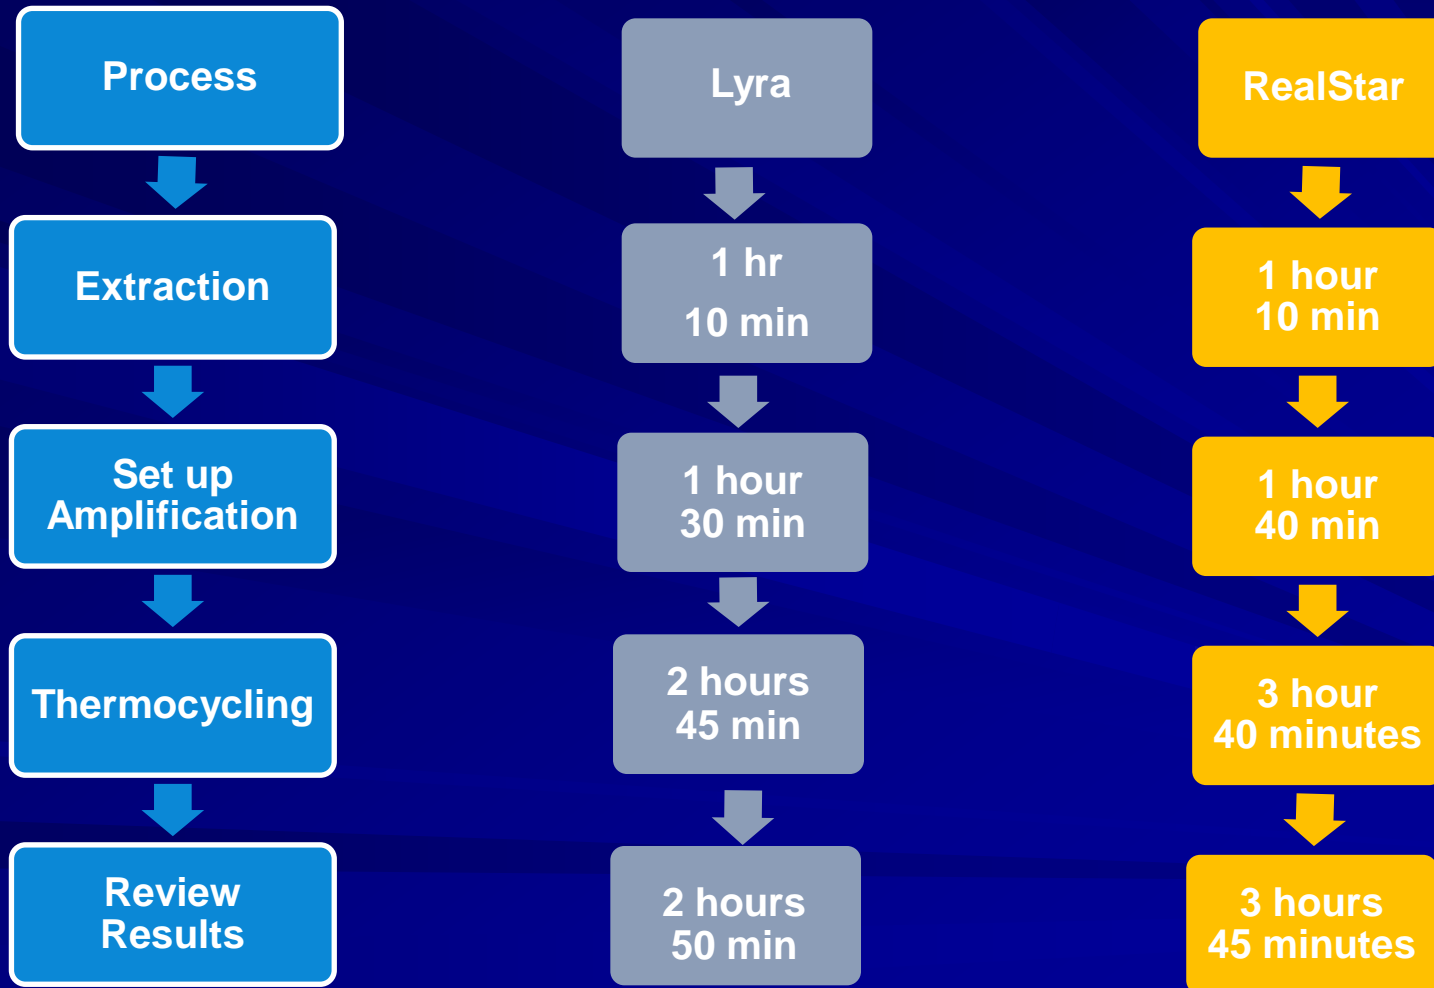 Process
Lyra
RealStar
Extraction
1 hr
10 min
1 hour
10 min
Set up
Amplification
1 hour
30 min
1 hour
40 min
Thermocycling
2 hours
45 min
3 hour
40 minutes
Review
Results
2 hours
50 min
3 hours
45 minutes